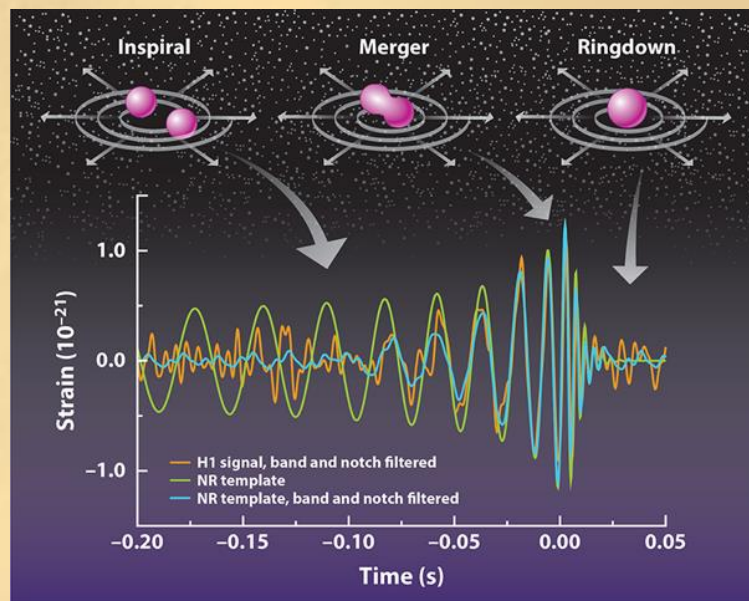 Inspiral
Merger
Ringdown
Strain (10⁻²¹)
1.0
0.0
−1.0
H1 signal, band and notch filtered
NR template
NR template, band and notch filtered
−0.20 −0.15 −0.10 −0.05 0.00 0.05
Time (s)